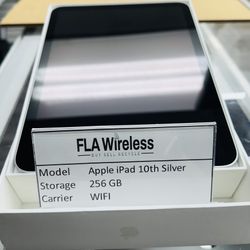 FLA Wireless
BUY SELL RECYCLE
Model Apple iPad 10th Silver
Storage 256 GB
Carrier WIFI